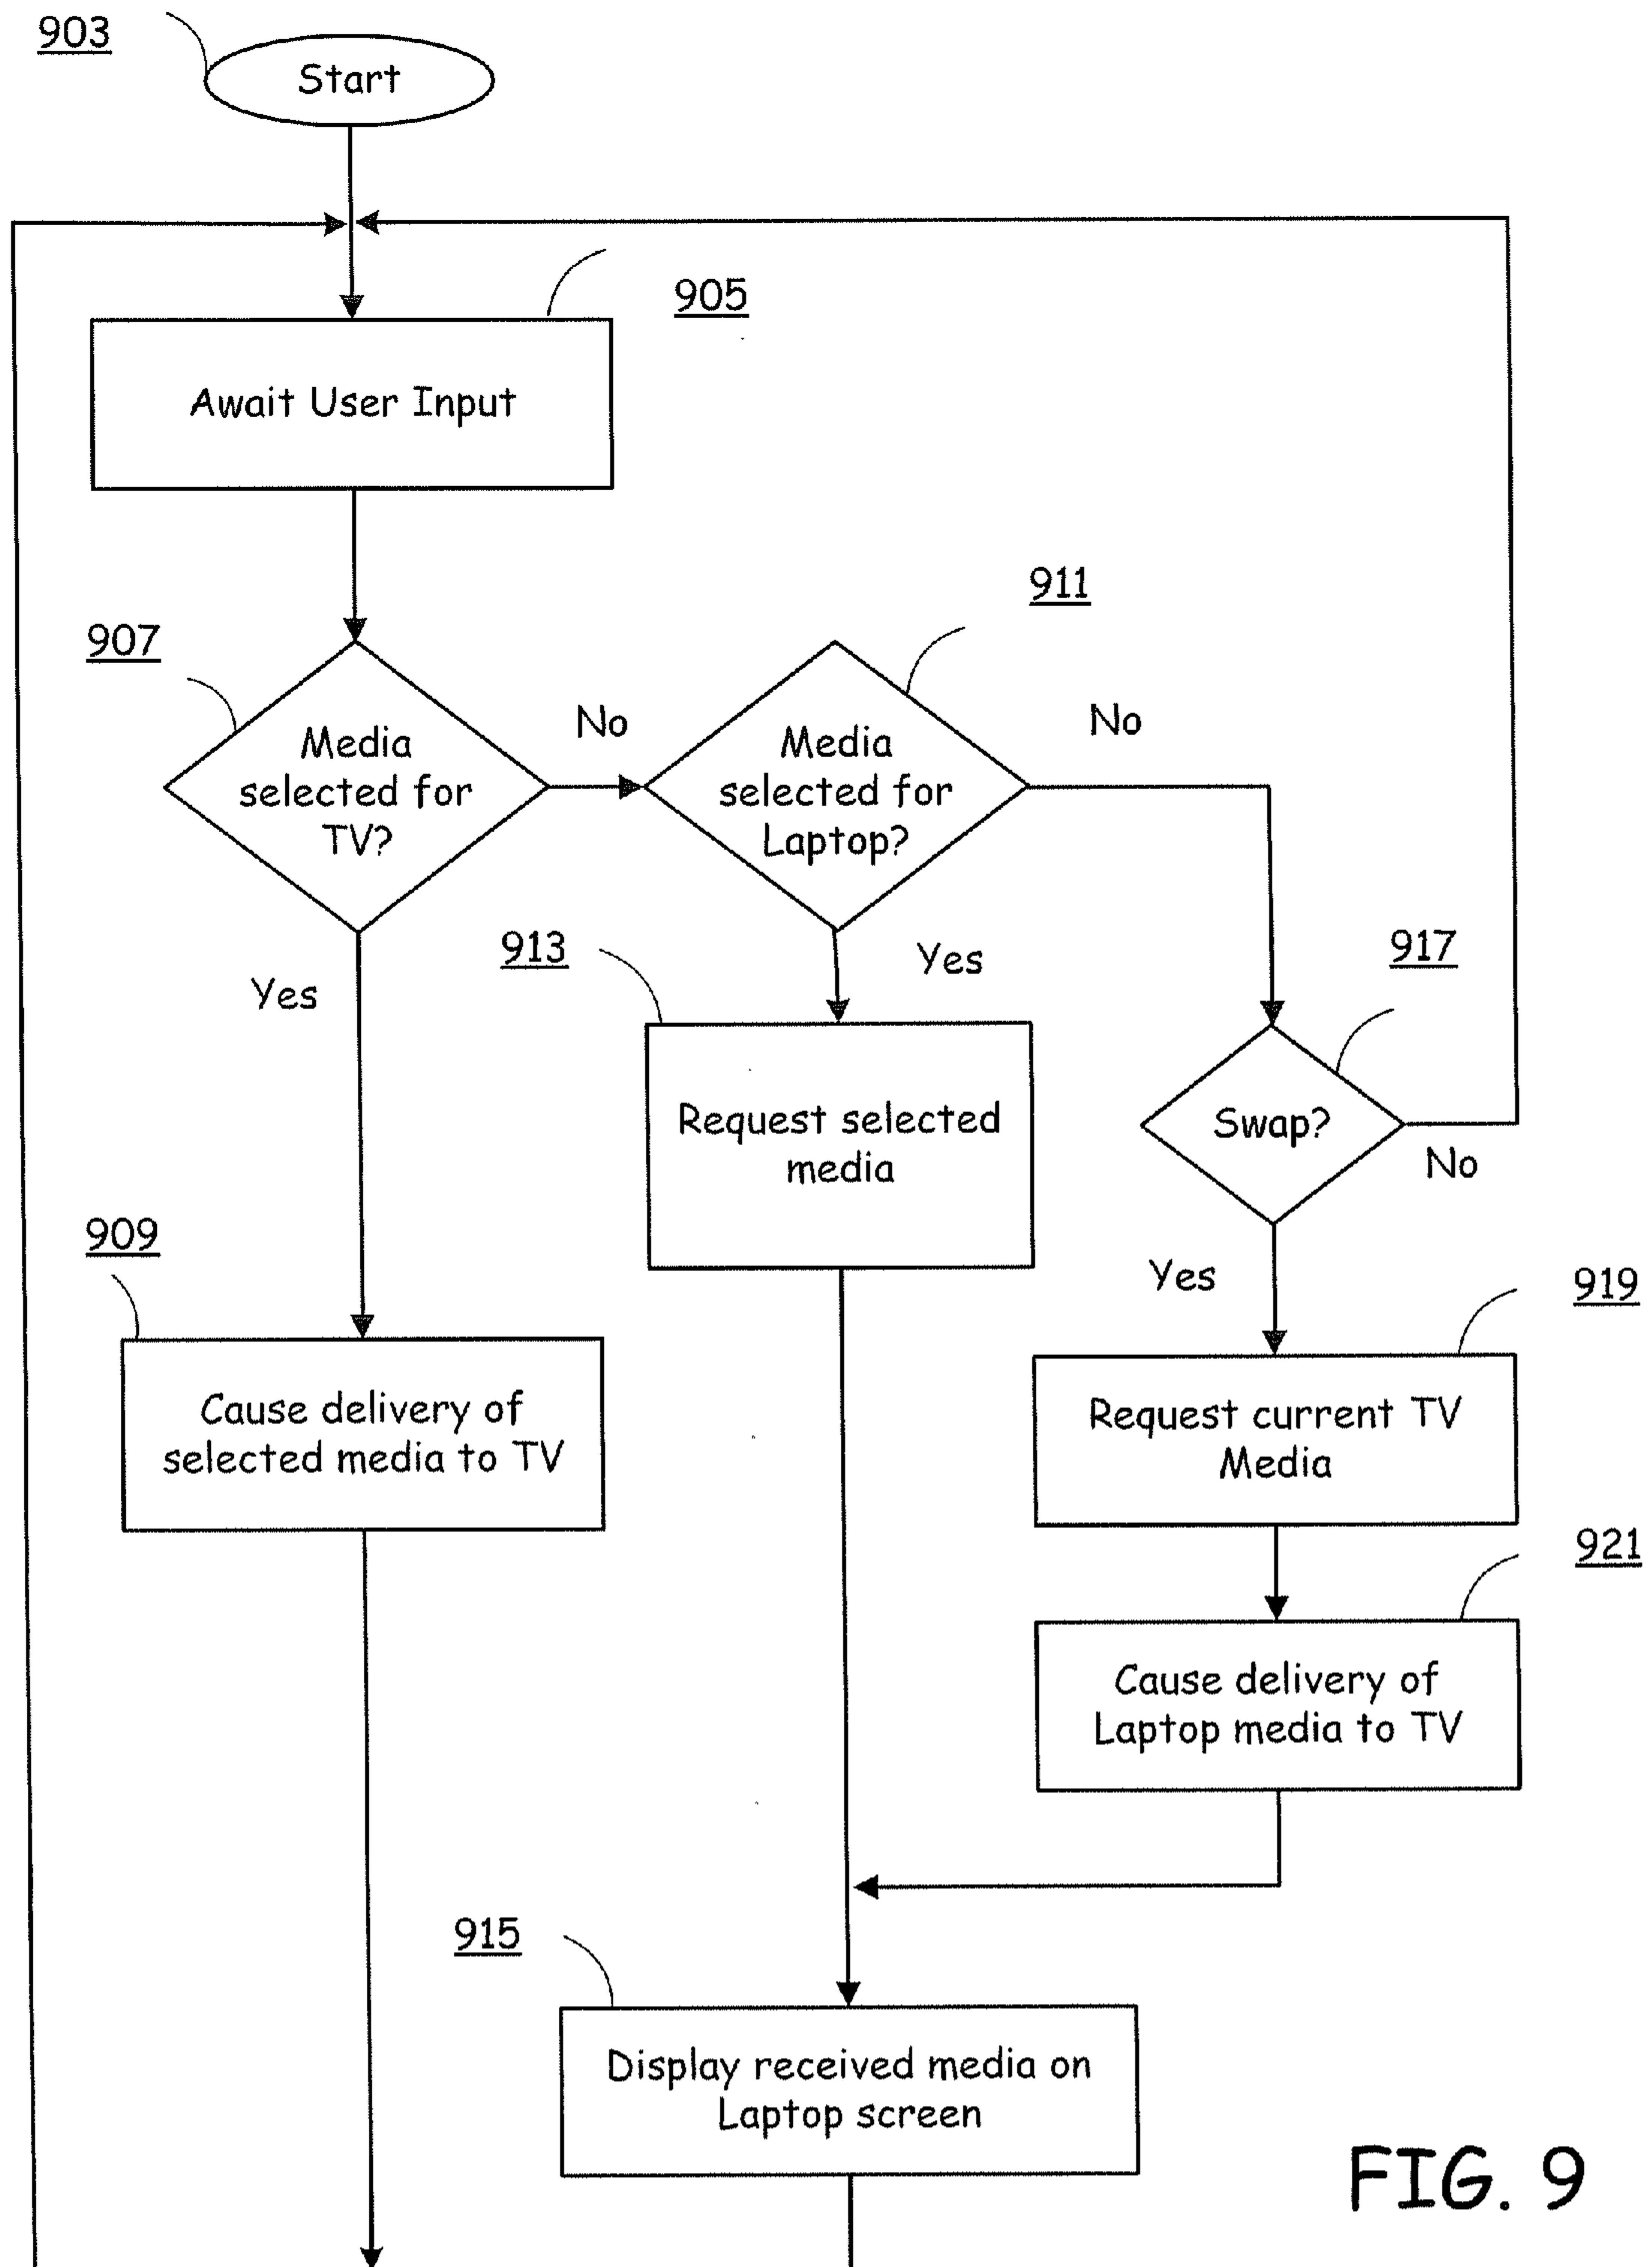 903
Start
905
Await User Input
911
907
Media
selected for
TV?
No
Media
selected for
Laptop?
No
Yes
913
Yes
917
Request selected
media
Swap?
No
909
Yes
919
Cause delivery of
selected media to TV
Request current TV
Media
921
Cause delivery of
Laptop media to TV
915
Display received media on
Laptop screen
FIG. 9